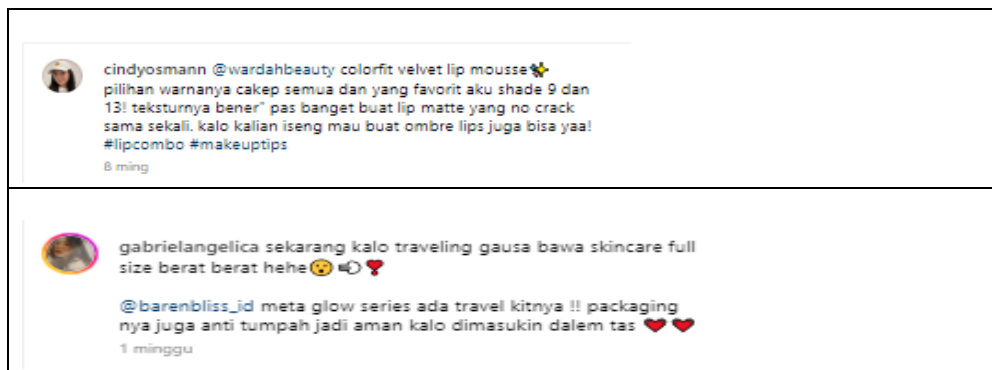 cindyosmann @wardahbeauty colorfit velvet lip mousse✨
pilihan warnanya cakep semua dan yang favorit aku shade 9 dan
13! teksturnya bener" pas banget buat lip matte yang no crack
sama sekali. kalo kalian iseng mau buat ombre lips juga bisa yaa!
#lipcombo #makeuptips
8 ming
gabrielangelica sekarang kalo traveling gausa bawa skincare full
size berat berat hehe😮💨❣️
@barenbliss_id meta glow series ada travel kitnya !! packaging
nya juga anti tumpah jadi aman kalo dimasukin dalem tas ❤️❤️
1 minggu